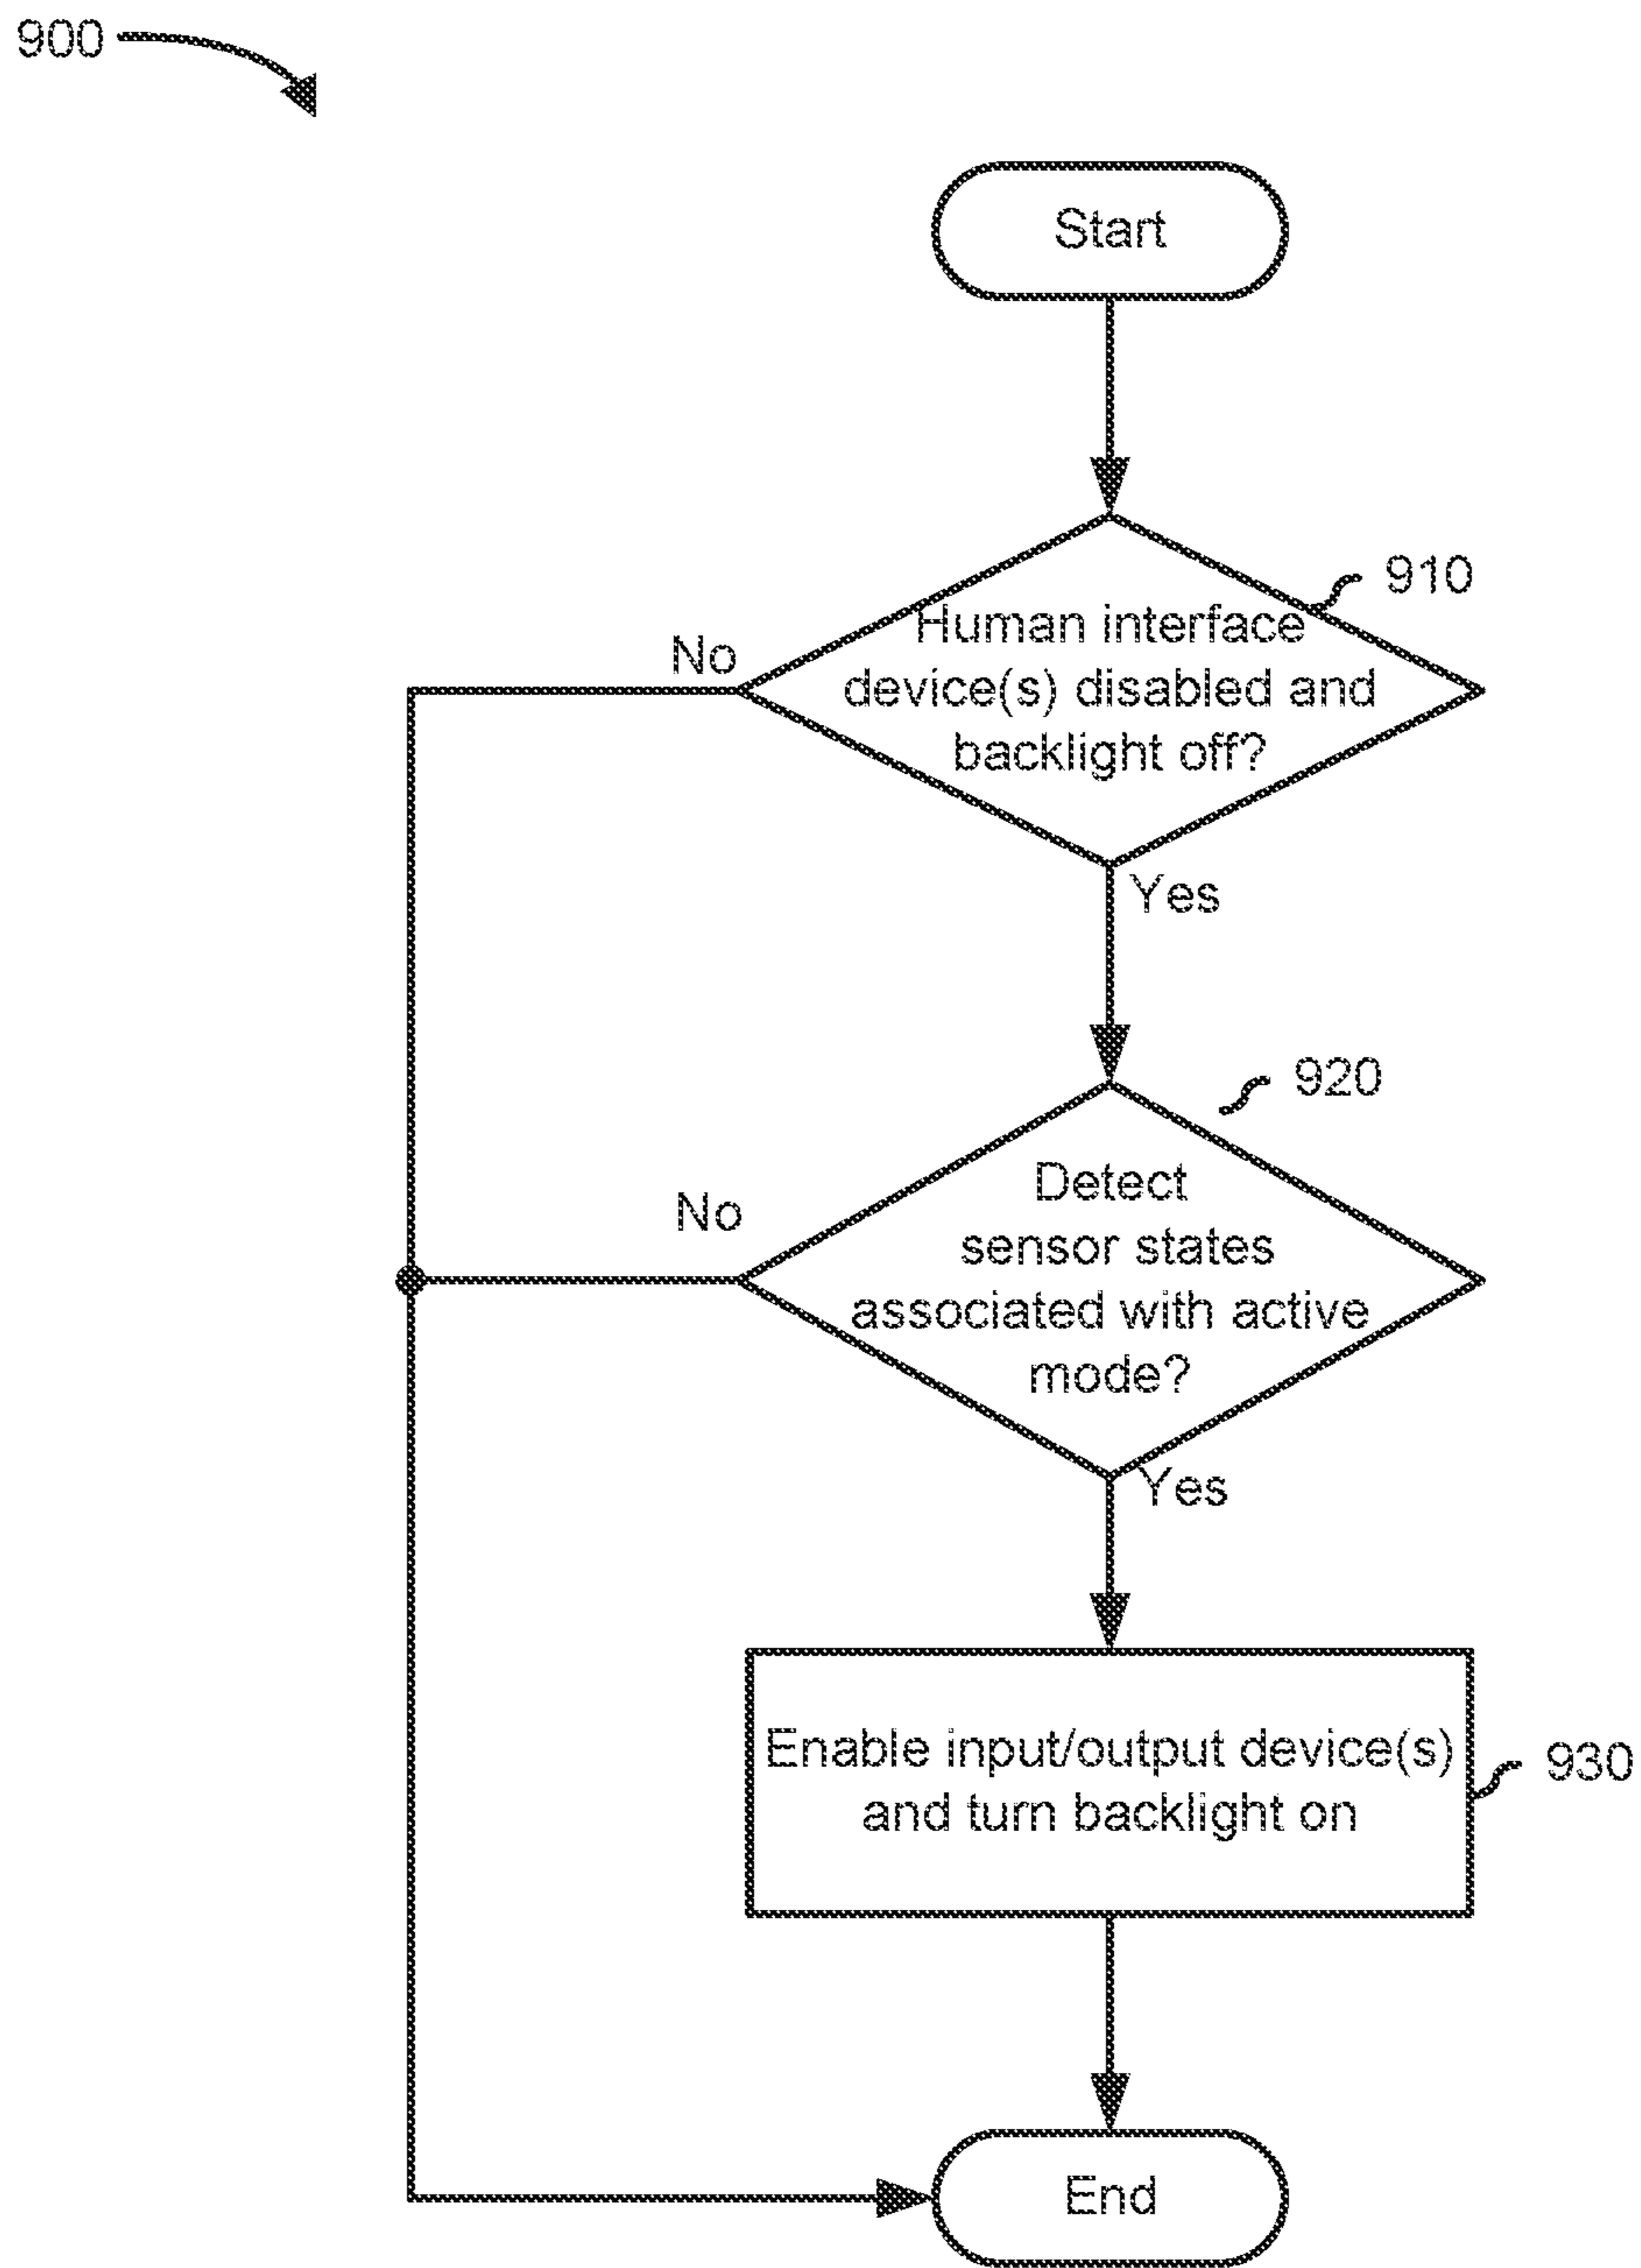 900
Start
910
Human interface
device(s) disabled and
backlight off?
No
Yes
920
Detect
sensor states
associated with active
mode?
No
Yes
Enable input/output device(s)
and turn backlight on
930
End